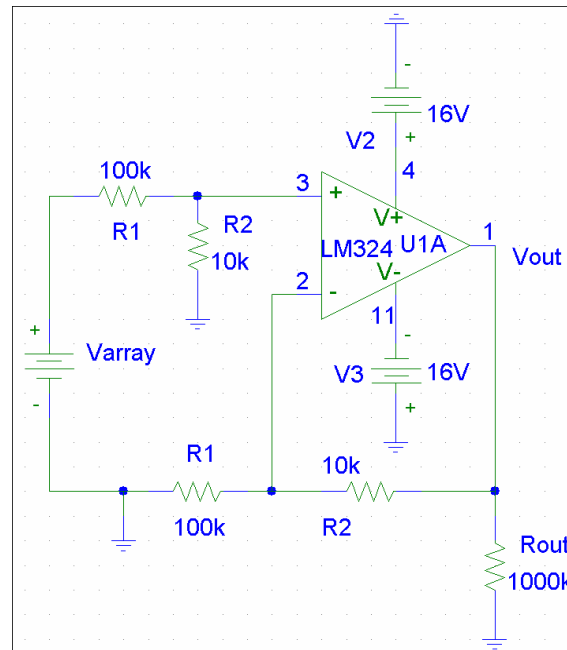 -
16V
V2
+
4
100k
3
+
R1
R2
V+
1
LM324
U1A
10k
Vout
V-
2
-
11
-
+
Varray
V3
16V
-
+
R1
10k
100k
R2
Rout
1000k